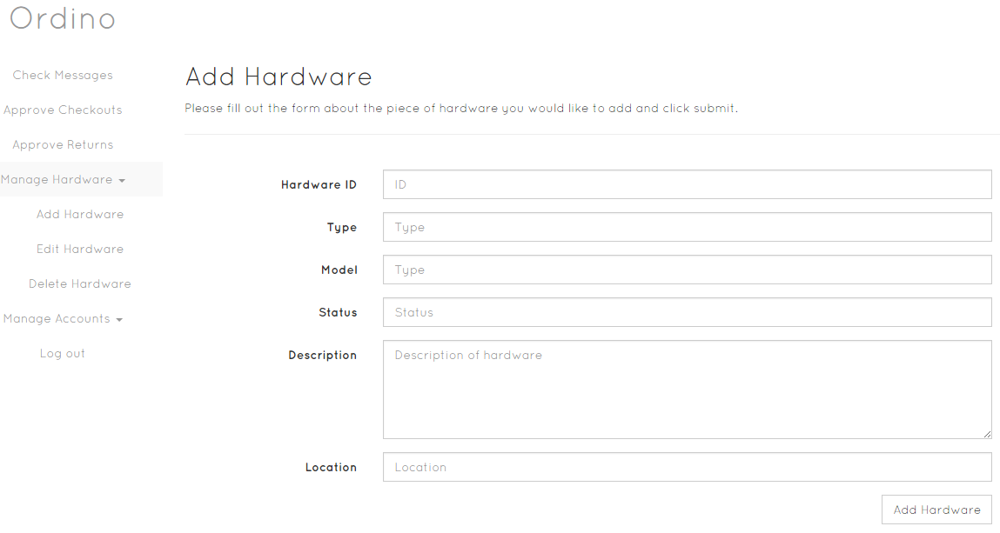 Ordino
Check Messages
Approve Checkouts
Approve Returns
Manage Hardware
Add Hardware
Edit Hardware
Delete Hardware
Manage Accounts
Log out
Add Hardware
Please fill out the form about the piece of hardware you would like to add and click submit.
Hardware ID
ID
Type
Type
Model
Type
Status
Status
Description
Description of hardware
Location
Location
Add Hardware